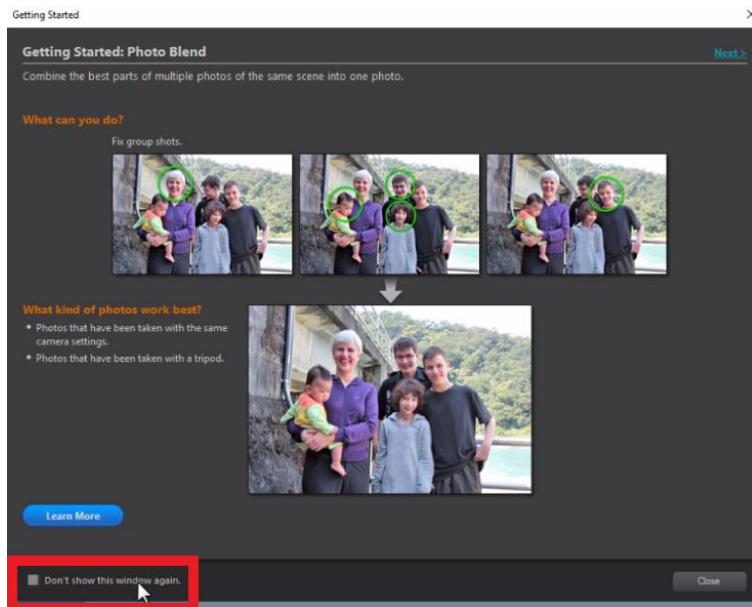 Getting Started
Getting Started: Photo Blend
Next >
Combine the best parts of multiple photos of the same scene into one photo.
What can you do?
Fix group shots.
What kind of photos work best?
• Photos that have been taken with the same
camera settings.
• Photos that have been taken with a tripod.
Learn More
Don't show this window again.
Close